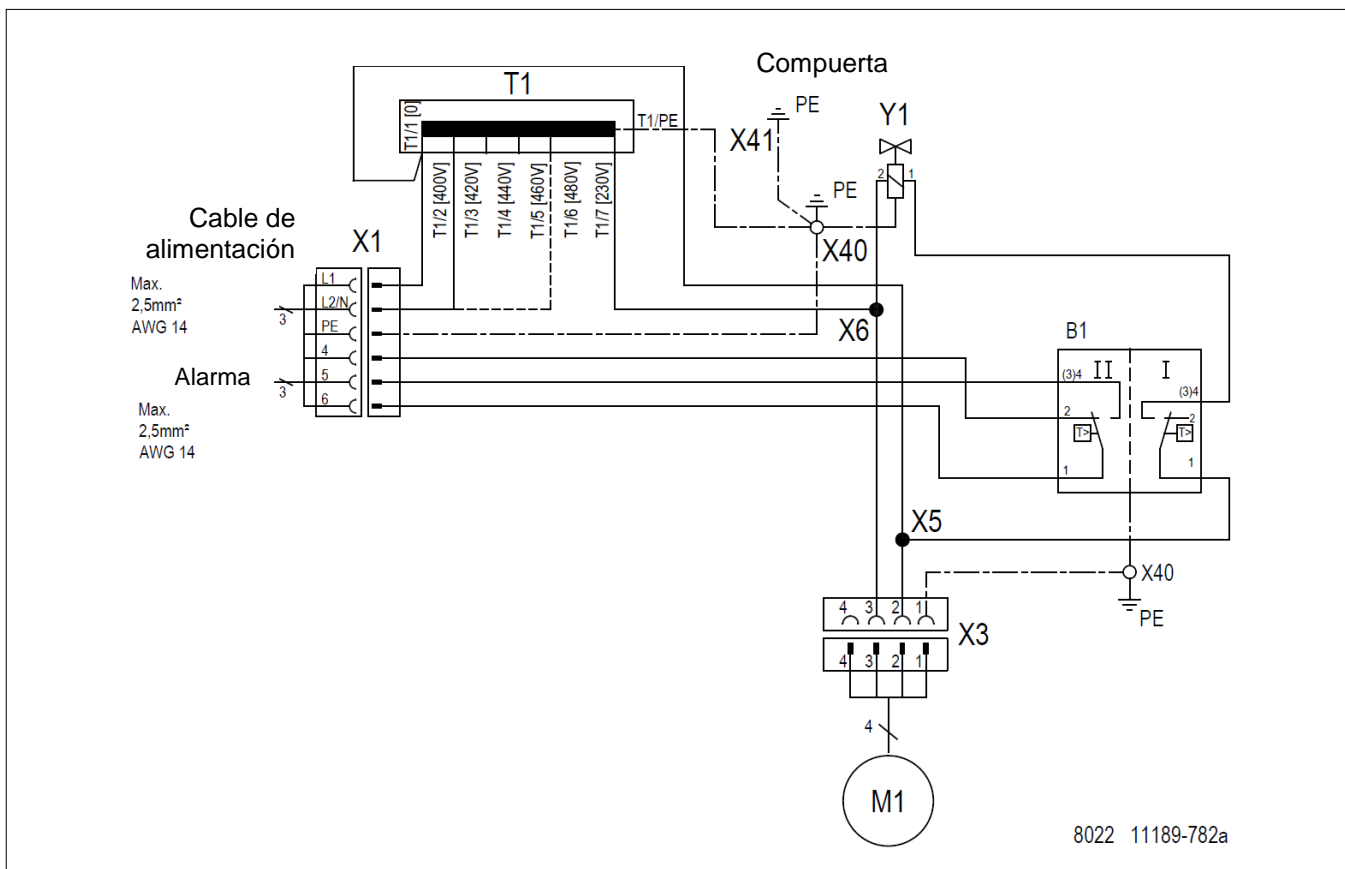 Compuerta
T1
PE
Y1
T1/1 [0]
T1/PE
X41
2
1
PE
T1/2 [400V]
T1/3 [420V]
T1/4 [440V]
T1/5 [460V]
T1/6 [480V]
T1/7 [230V]
Cable de
alimentación
X1
X40
Max.
2,5mm²
AWG 14
3
L1
L2/N
PE
4
5
6
X6
B1
II
I
(3)4
(3)4
2
2
T>
T>
1
1
Alarma
3
Max.
2,5mm²
AWG 14
X5
X40
PE
4
3
2
1
X3
4
3
2
1
4
M1
8022 11189-782a